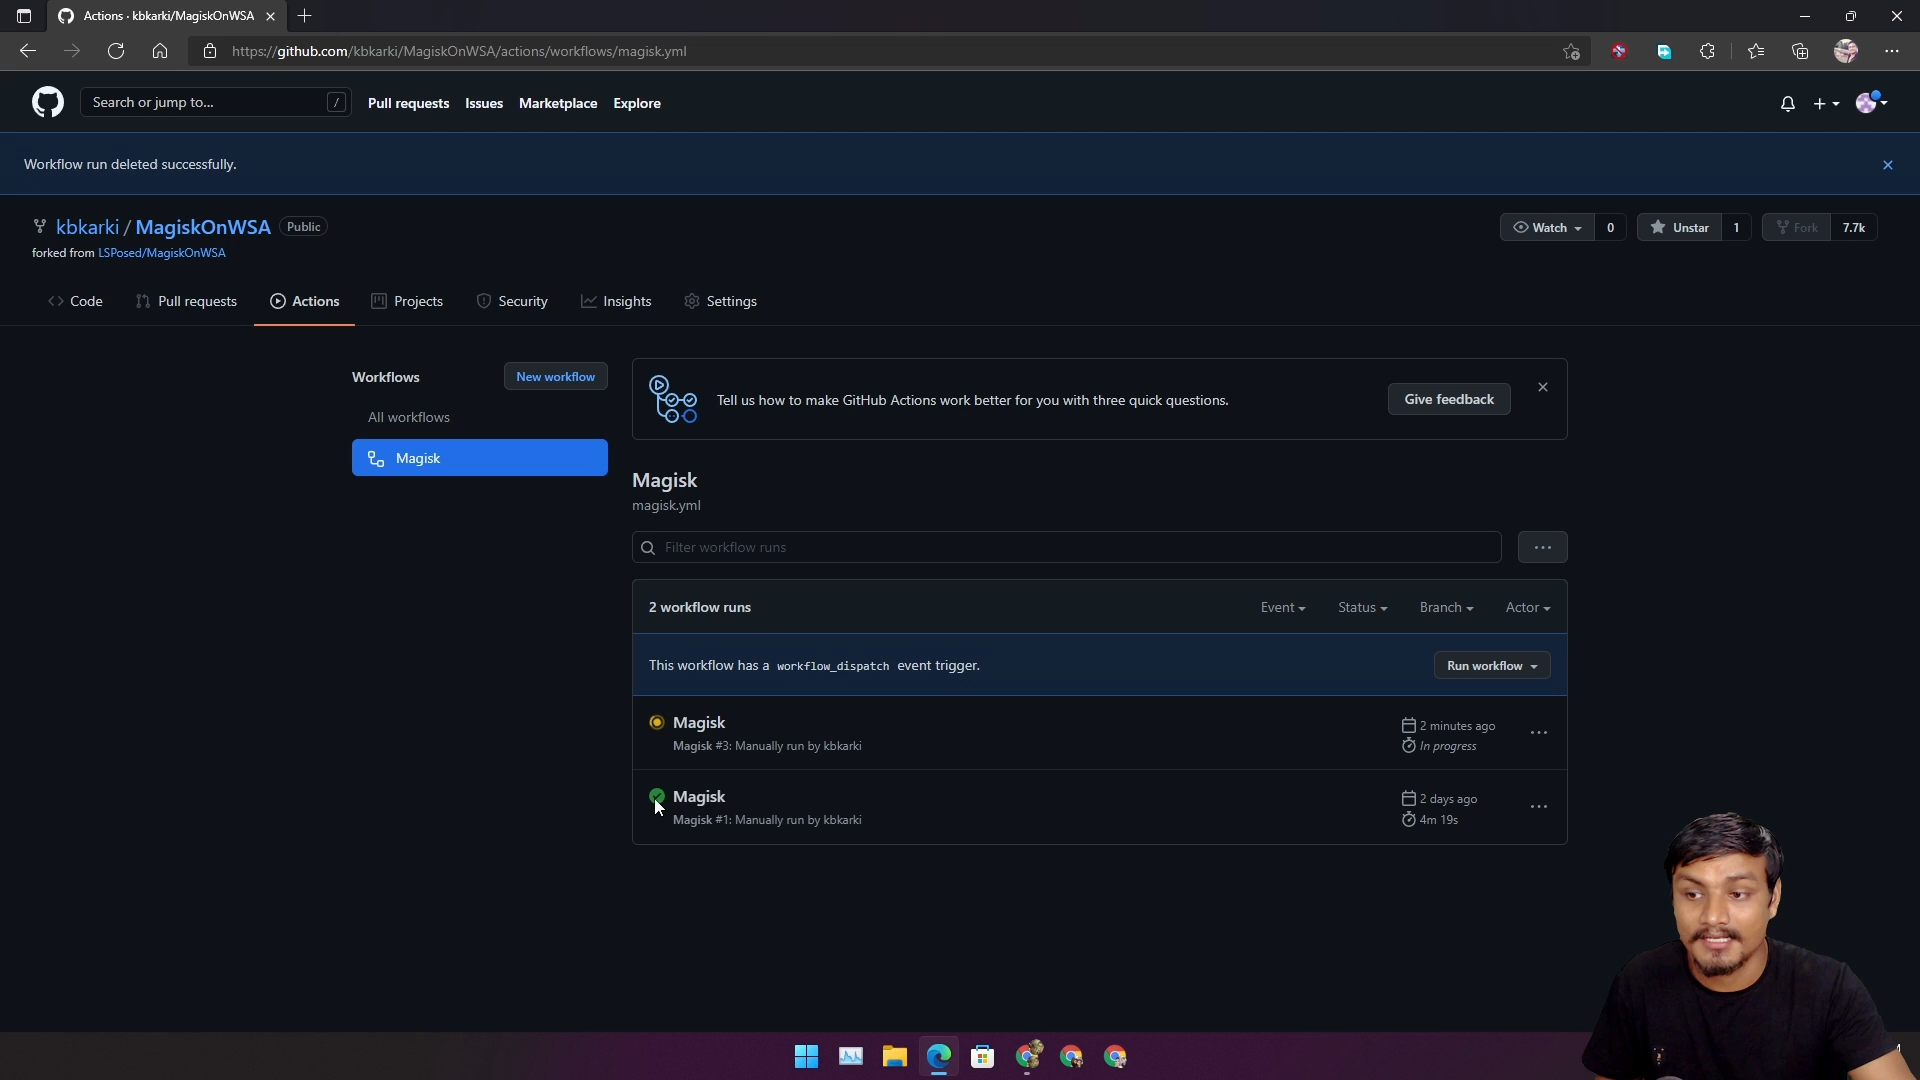 Actions · kbkarki/MagiskOnWSA
https://github.com/kbkarki/MagiskOnWSA/actions/workflows/magisk.yml
Search or jump to... /
Pull requests Issues Marketplace Explore
Workflow run deleted successfully.
kbkarki / MagiskOnWSA Public
Watch 0 Unstar 1 Fork 7.7k
forked from LSPosed/MagiskOnWSA
Code Pull requests Actions Projects Security Insights Settings
Workflows New workflow
All workflows
Magisk
Tell us how to make GitHub Actions work better for you with three quick questions. Give feedback
Magisk
magisk.yml
Filter workflow runs
2 workflow runs Event Status Branch Actor
This workflow has a workflow_dispatch event trigger. Run workflow
Magisk
2 minutes ago
Magisk #3: Manually run by kbkarki
In progress
Magisk
2 days ago
Magisk #1: Manually run by kbkarki
4m 19s